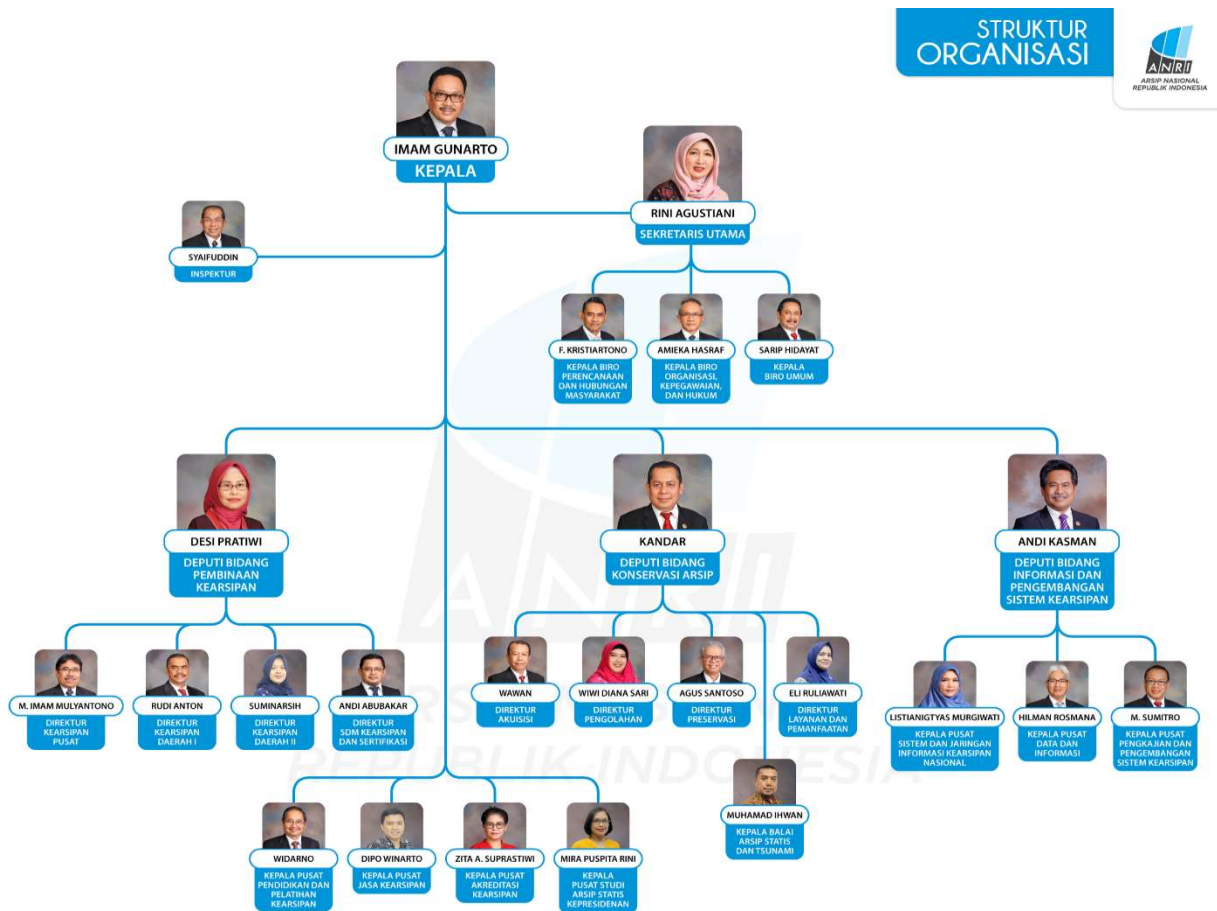 STRUKTUR
ORGANISASI
ANRI
ARSIP NASIONAL
REPUBLIK INDONESIA
IMAM GUNARTO
KEPALA
RINI AGUSTIANI
SEKRETARIS UTAMA
SYAIFUDDIN
INSPEKTUR
F. KRISTIARTONO
KEPALA BIRO
PERENCANAAN
DAN HUBUNGAN
MASYARAKAT
AMIEKA HASRAF
KEPALA BIRO
ORGANISASI,
KEPEGAWAIAN,
DAN HUKUM
SARIP HIDAYAT
KEPALA
BIRO UMUM
DESI PRATIWI
DEPUTI BIDANG
PEMBINAAN
KEARSIPAN
KANDAR
DEPUTI BIDANG
KONSERVASI ARSIP
ANDI KASMAN
DEPUTI BIDANG
INFORMASI DAN
PENGEMBANGAN
SISTEM KEARSIPAN
M. IMAM MULYANTONO
DIREKTUR
KEARSIPAN
PUSAT
RUDI ANTON
DIREKTUR
KEARSIPAN
DAERAH I
SUMINARSIH
DIREKTUR
KEARSIPAN
DAERAH II
ANDI ABUBAKAR
DIREKTUR
SDM KEARSIPAN
DAN SERTIFIKASI
WAWAN
DIREKTUR
AKUISISI
WIWI DIANA SARI
DIREKTUR
PENGOLAHAN
AGUS SANTOSO
DIREKTUR
PRESERVASI
ELI RULIAWATI
DIREKTUR
LAYANAN DAN
PEMANFAATAN
LISTIANIGTYAS MURGIWATI
KEPALA PUSAT
SISTEM DAN JARINGAN
INFORMASI KEARSIPAN
NASIONAL
HILMAN ROSMANA
KEPALA PUSAT
DATA DAN
INFORMASI
M. SUMITRO
KEPALA PUSAT
PENGKAJIAN DAN
PENGEMBANGAN
SISTEM KEARSIPAN
MUHAMAD IHWAN
KEPALA BALAI
ARSIP STATIS
DAN TSUNAMI
WIDARNO
KEPALA PUSAT
PENDIDIKAN DAN
PELATIHAN
KEARSIPAN
DIPO WINARTO
KEPALA PUSAT
JASA KEARSIPAN
ZITA A. SUPRASTIWI
KEPALA PUSAT
AKREDITASI
KEARSIPAN
MIRA PUSPITA RINI
KEPALA
PUSAT STUDI
ARSIP STATIS
KEPRESIDENAN
ANRI
ARSIP NASIONAL
REPUBLIK INDONESIA